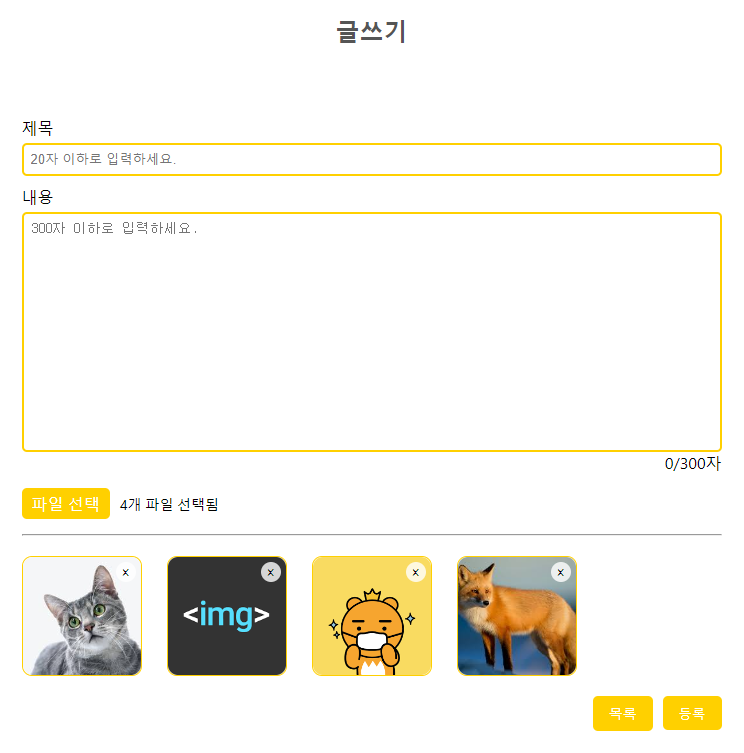 글쓰기
제목
20자 이하로 입력하세요.
내용
300자 이하로 입력하세요.
0/300자
파일 선택 4개 파일 선택됨
x x x x
<img>
목록 등록